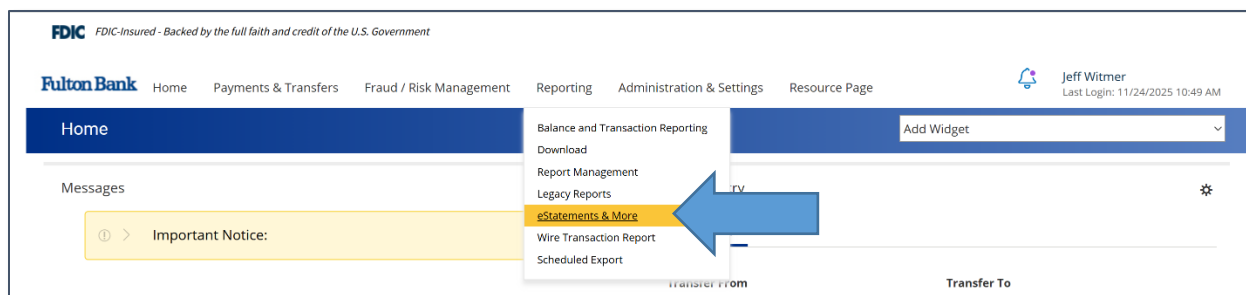 FDIC FDIC-Insured - Backed by the full faith and credit of the U.S. Government
Fulton Bank Home Payments & Transfers Fraud / Risk Management Reporting Administration & Settings Resource Page
Jeff Witmer
Last Login: 11/24/2025 10:49 AM
Home
Add Widget
Balance and Transaction Reporting
Download
Report Management
Legacy Reports
eStatements & More
Wire Transaction Report
Scheduled Export
Messages
Important Notice:
Transfer From Transfer To